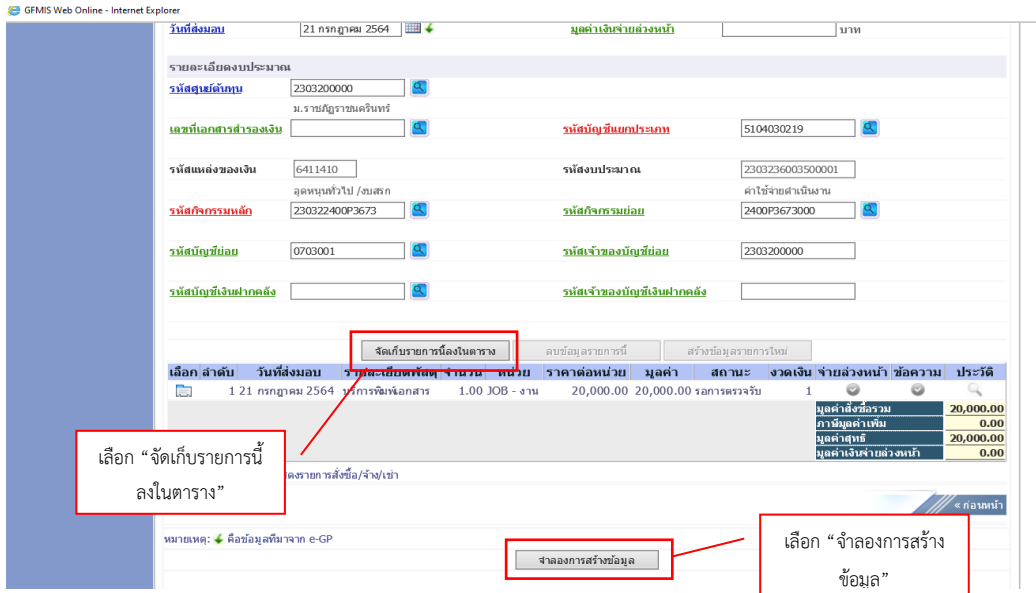 GFMIS Web Online - Internet Explorer
วันที่ส่งมอบ 21 กรกฎาคม 2564 มูลค่าเงินจ่ายล่วงหน้า บาท
รายละเอียดงบประมาณ
รหัสศูนย์ต้นทุน 2303200000
ม.ราชภัฏราชนครินทร์
เลขที่เอกสารสำรองเงิน รหัสบัญชีแยกประเภท 5104030219
รหัสแหล่งของเงิน 6411410 รหัสงบประมาณ 2303236003500001
อุดหนุนทั่วไป /งบสรก ค่าใช้จ่ายดำเนินงาน
รหัสกิจกรรมหลัก 230322400P3673 รหัสกิจกรรมย่อย 2400P3673000
รหัสบัญชีย่อย 0703001 รหัสเจ้าของบัญชีย่อย 2303200000
รหัสบัญชีเงินฝากคลัง รหัสเจ้าของบัญชีเงินฝากคลัง
จัดเก็บรายการนี้ลงในตาราง ลบข้อมูลรายการนี้ สร้างข้อมูลรายการใหม่
เลือก ลำดับ วันที่ส่งมอบ รายละเอียดพัสดุ จำนวน หน่วย ราคาต่อหน่วย มูลค่า สถานะ งวดเงิน จ่ายล่วงหน้า ข้อความ ประวัติ
1 21 กรกฎาคม 2564 บริการพิมพ์เอกสาร 1.00 JOB - งาน 20,000.00 20,000.00 รอการตรวจรับ 1
มูลค่าสั่งซื้อรวม 20,000.00
ภาษีมูลค่าเพิ่ม 0.00
มูลค่าสุทธิ 20,000.00
มูลค่าเงินจ่ายล่วงหน้า 0.00
เลือก “จัดเก็บรายการนี้
ลงในตาราง”
สดงรายการสั่งซื้อ/จ้าง/เช่า
« ก่อนหน้า
หมายเหตุ: คือข้อมูลที่มาจาก e-GP
จำลองการสร้างข้อมูล
เลือก “จำลองการสร้าง
ข้อมูล”